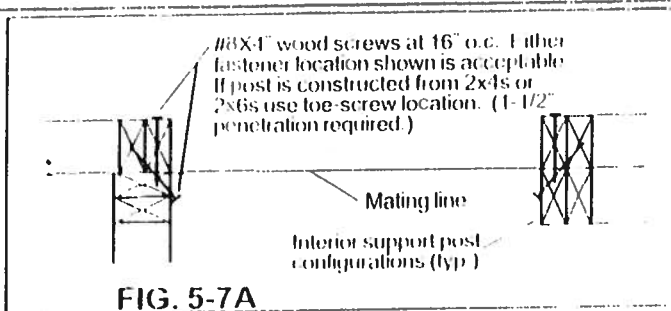 #8X4" wood screws at 16" o.c. Either
fastener location shown is acceptable
If post is constructed from 2x4s or
2x6s use toe-screw location. (1-1/2"
penetration required.)
Mating line
Interior support post
configurations (typ.)
FIG. 5-7A